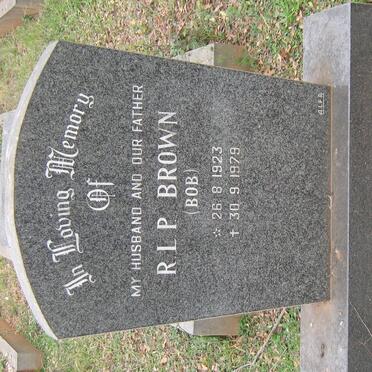 In Loving Memory
Of
MY HUSBAND AND OUR FATHER
R L P BROWN
(BOB)
☆ 26·8·1923
✝ 30·9·1979